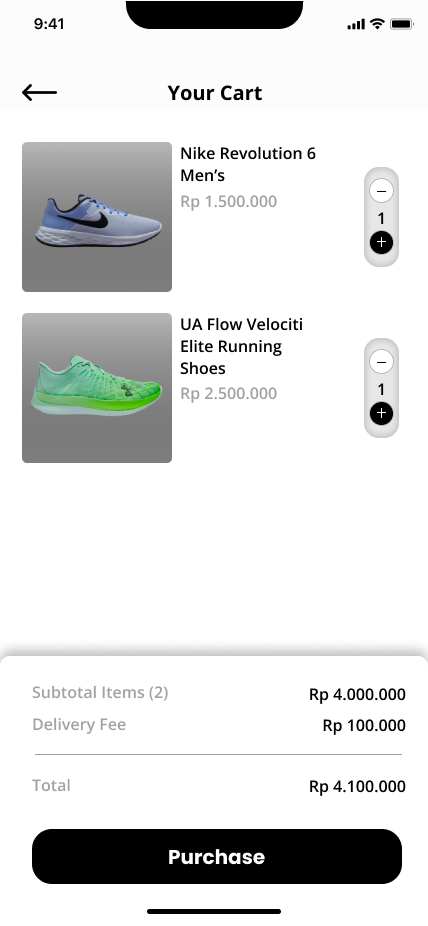 9:41
Your Cart
Nike Revolution 6
Men’s
Rp 1.500.000
1
UA Flow Velociti
Elite Running
Shoes
Rp 2.500.000
1
Subtotal Items (2) Rp 4.000.000
Delivery Fee Rp 100.000
Total Rp 4.100.000
Purchase